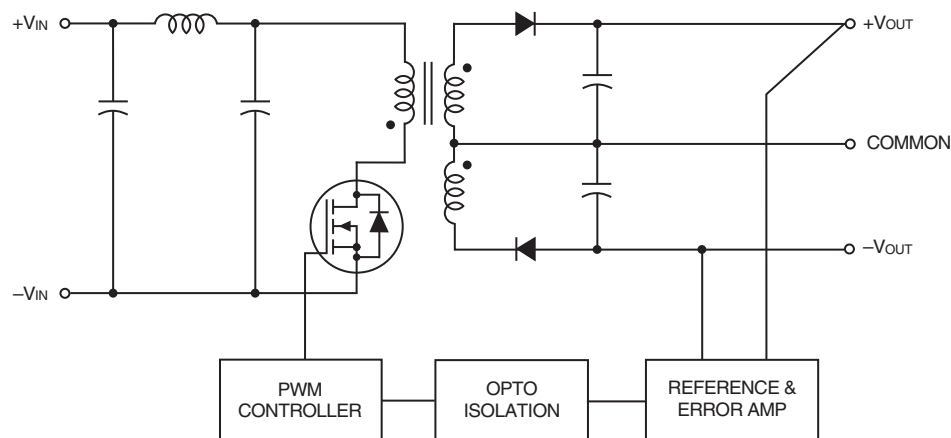 +VIN
+VOUT
COMMON
–VOUT
–VIN
PWM
CONTROLLER
OPTO
ISOLATION
REFERENCE &
ERROR AMP